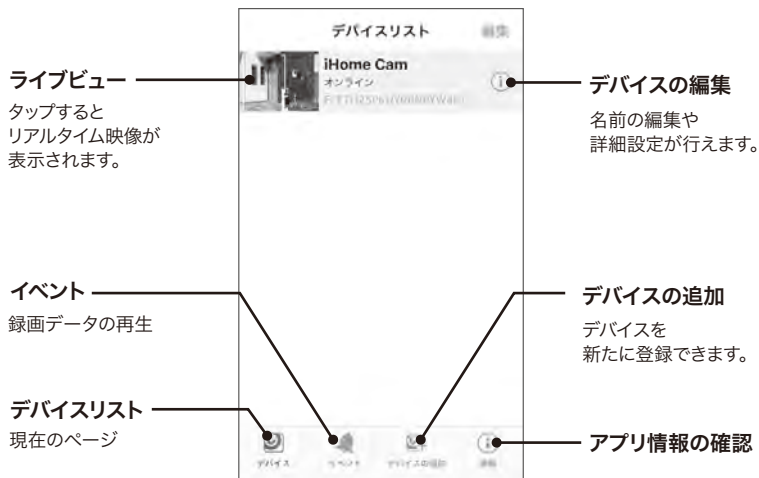 デバイスリスト
編集
iHome Cam
オンライン
ライブビュー
タップすると
リアルタイム映像が
表示されます。
デバイスの編集
名前の編集や
詳細設定が行えます。
イベント
録画データの再生
デバイスの追加
デバイスを
新たに登録できます。
デバイスリスト
現在のページ
アプリ情報の確認
デバイス
イベント
デバイスの追加
情報